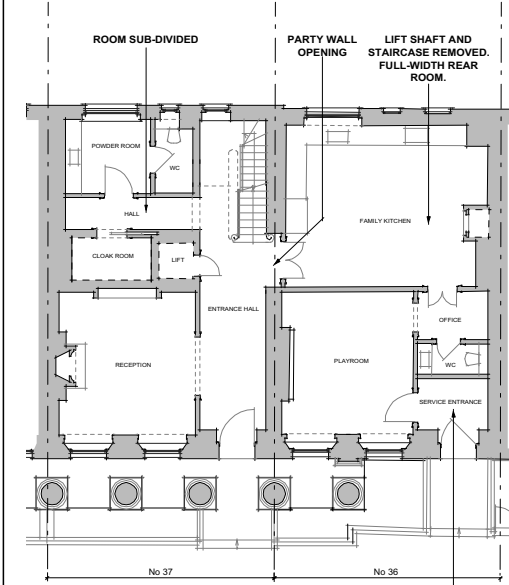 ROOM SUB-DIVIDED
PARTY WALL
OPENING
LIFT SHAFT AND
STAIRCASE REMOVED.
FULL-WIDTH REAR
ROOM.
POWDER ROOM
WC
HALL
FAMILY KITCHEN
CLOAK ROOM
LIFT
ENTRANCE HALL
OFFICE
RECEPTION
PLAYROOM
WC
SERVICE ENTRANCE
No 37
No 36